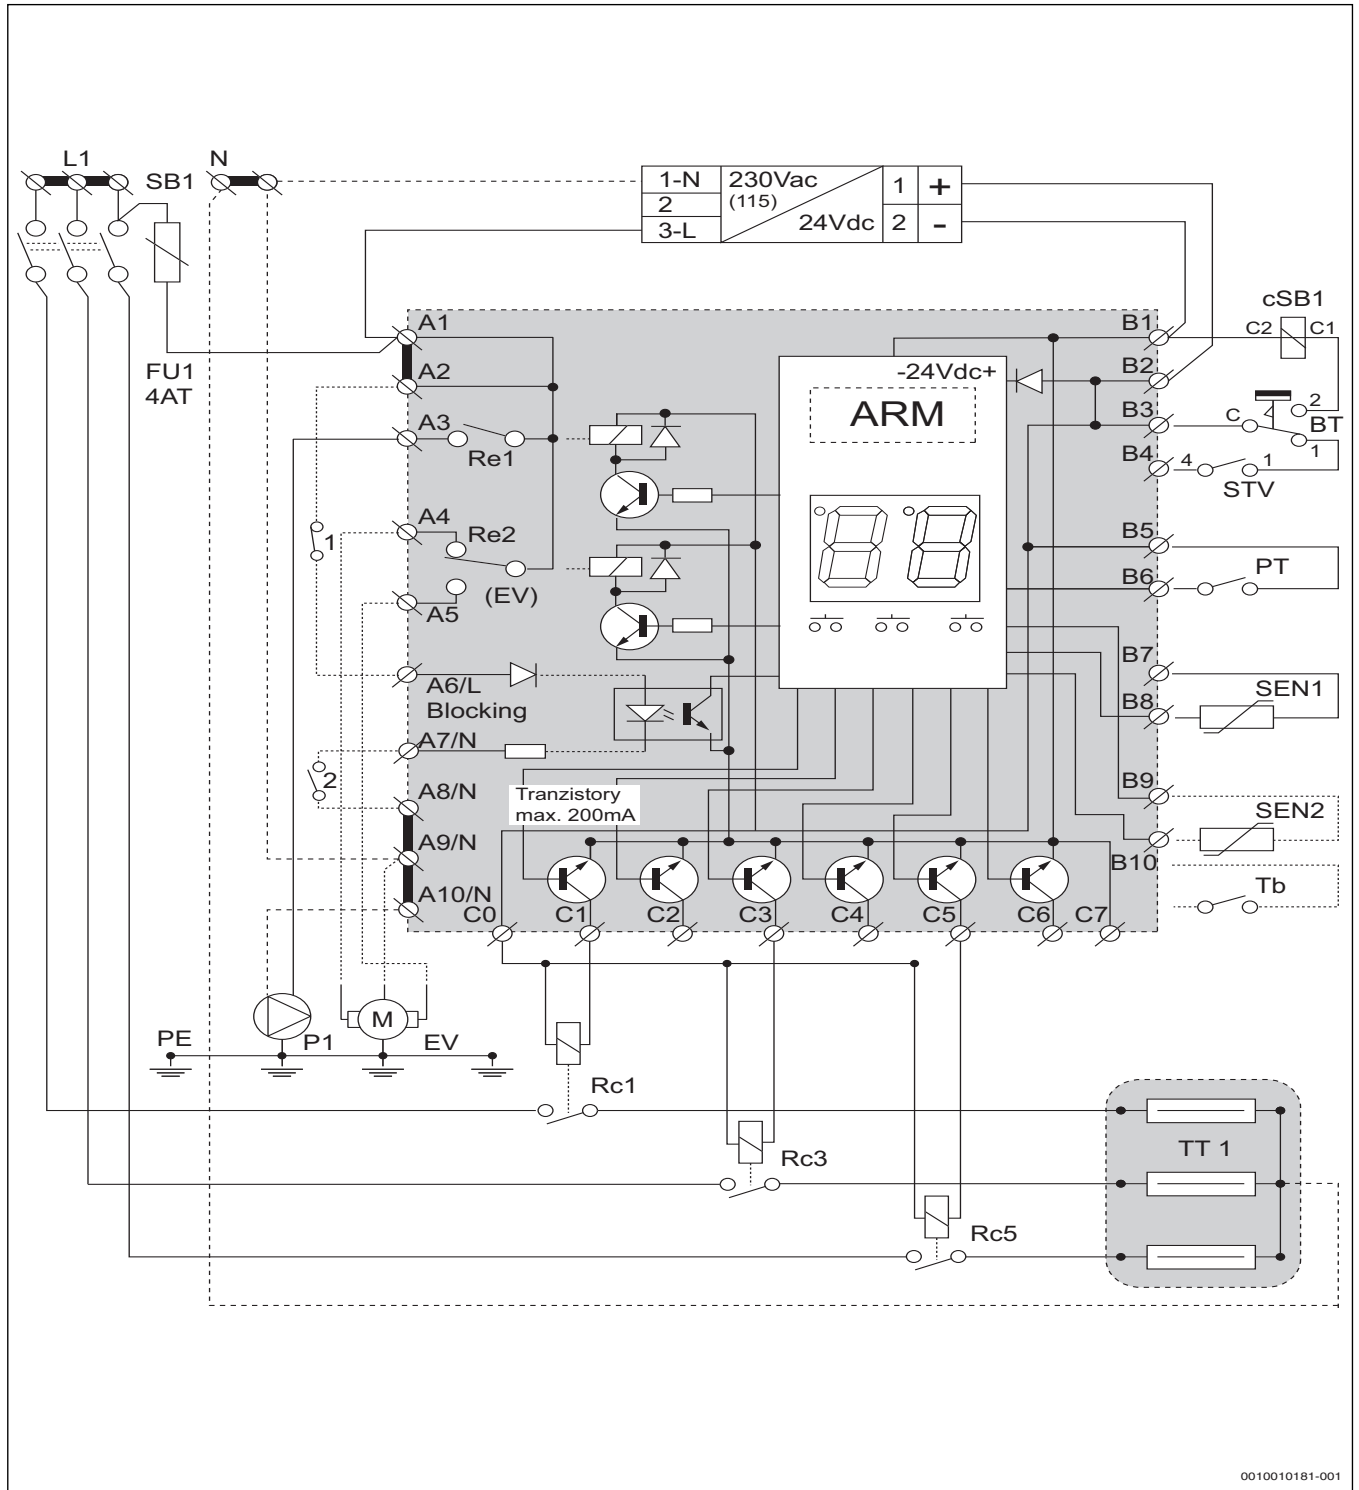 L1
SB1
N
1-N
2
3-L
230Vac
(115)
24Vdc
1
+
2
-
FU1
4AT
A1
A2
A3
Re1
A4
Re2
(EV)
A5
1
A6/L
Blocking
A7/N
2
A8/N
A9/N
A10/N
-24Vdc+
ARM
B1
B2
B3
B4
B5
B6
B7
B8
B9
B10
cSB1
C2
C1
C
2
BT
1
4
1
STV
PT
SEN1
SEN2
Tb
Tranzistory
max. 200mA
C0
C1
C2
C3
C4
C5
C6
C7
PE
P1
M
EV
Rc1
Rc3
Rc5
TT 1
0010010181-001